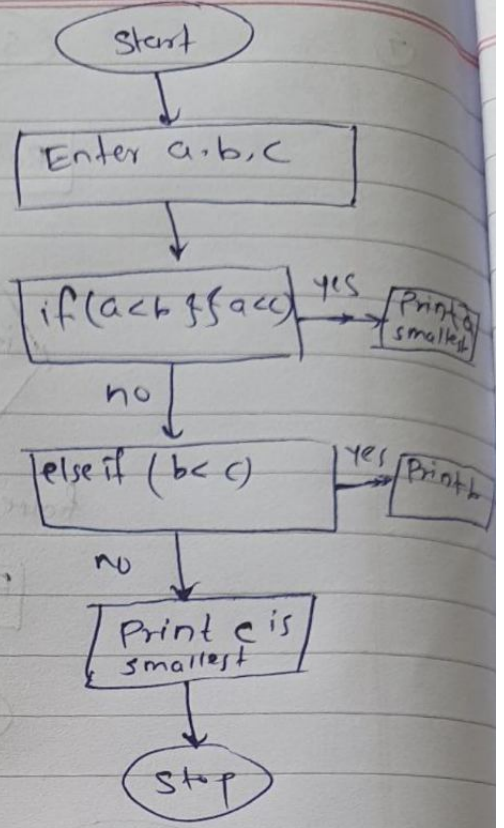 Start
Enter a, b, c
if (a<b && a<c)
yes
Print a
smallest
no
else if (b< c)
yes
Print b
no
Print c is
smallest
Stop